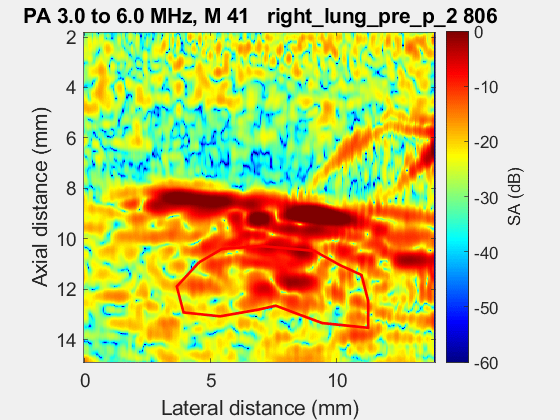 PA 3.0 to 6.0 MHz, M 41 right_lung_pre_p_2 806
2
4
6
8
10
12
14
Axial distance (mm)
0 5 10
Lateral distance (mm)
0
-10
-20
-30
-40
-50
-60
SA (dB)